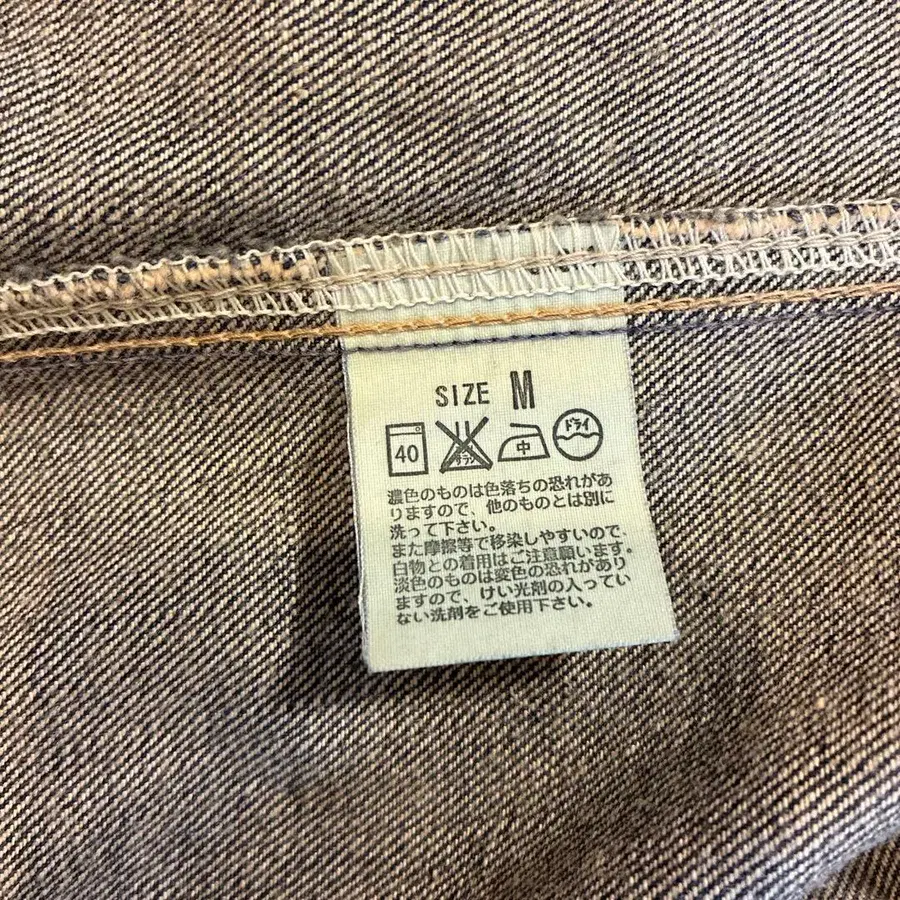 SIZE M
40 サラシ 中 ドライ
濃色のものは色落ちの恐れがあ
りますので、他のものとは別に
洗って下さい。
また摩擦等で移染しやすいので、
白物との着用はご注意願います。
淡色のものは変色の恐れがあり
ますので、けい光剤の入ってい
ない洗剤をご使用下さい。